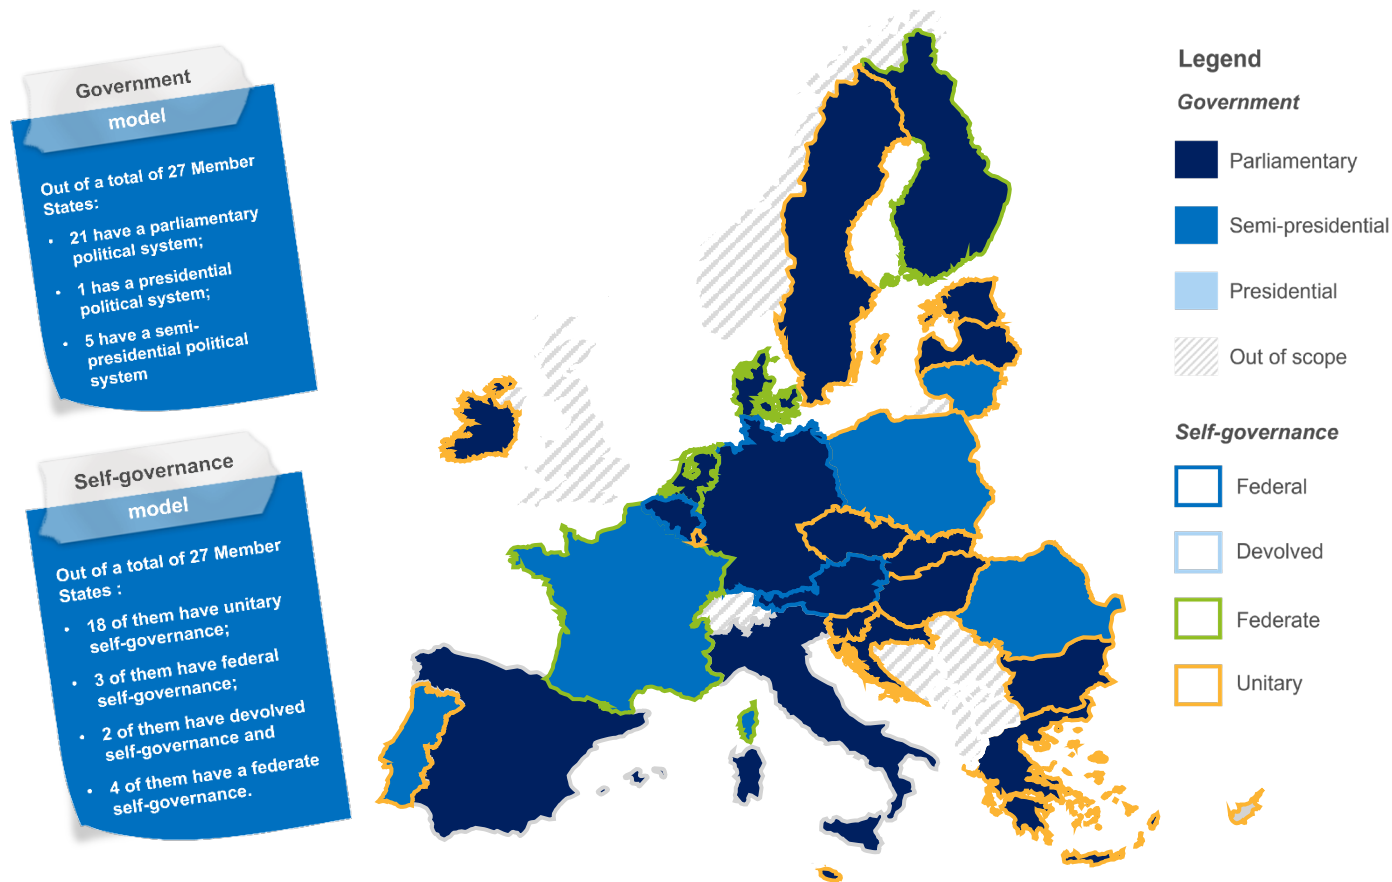 Government
model
Out of a total of 27 Member
States:
• 21 have a parliamentary
political system;
• 1 has a presidential
political system;
• 5 have a semi-
presidential political
system
Self-governance
model
Out of a total of 27 Member
States :
• 18 of them have unitary
self-governance;
• 3 of them have federal
self-governance;
• 2 of them have devolved
self-governance and
• 4 of them have a federate
self-governance.
Legend
Government
Parliamentary
Semi-presidential
Presidential
Out of scope
Self-governance
Federal
Devolved
Federate
Unitary